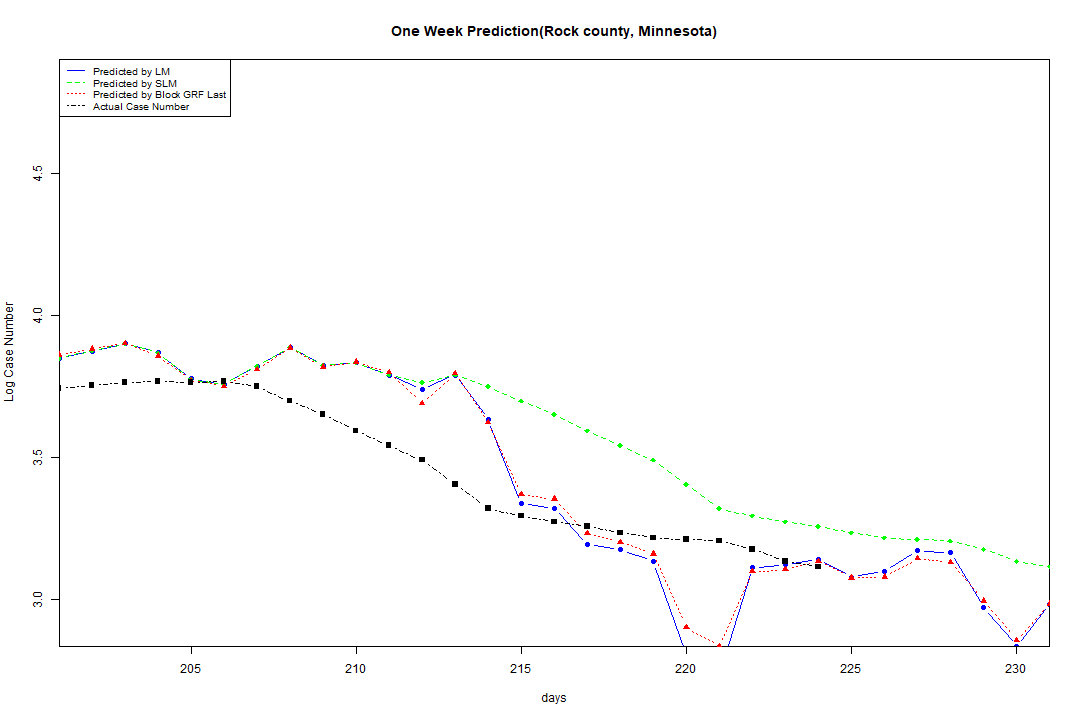 One Week Prediction(Rock county, Minnesota)
Predicted by LM
Predicted by SLM
Predicted by Block GRF Last
Actual Case Number
Log Case Number
4.5
4.0
3.5
3.0
205 210 215 220 225 230
days